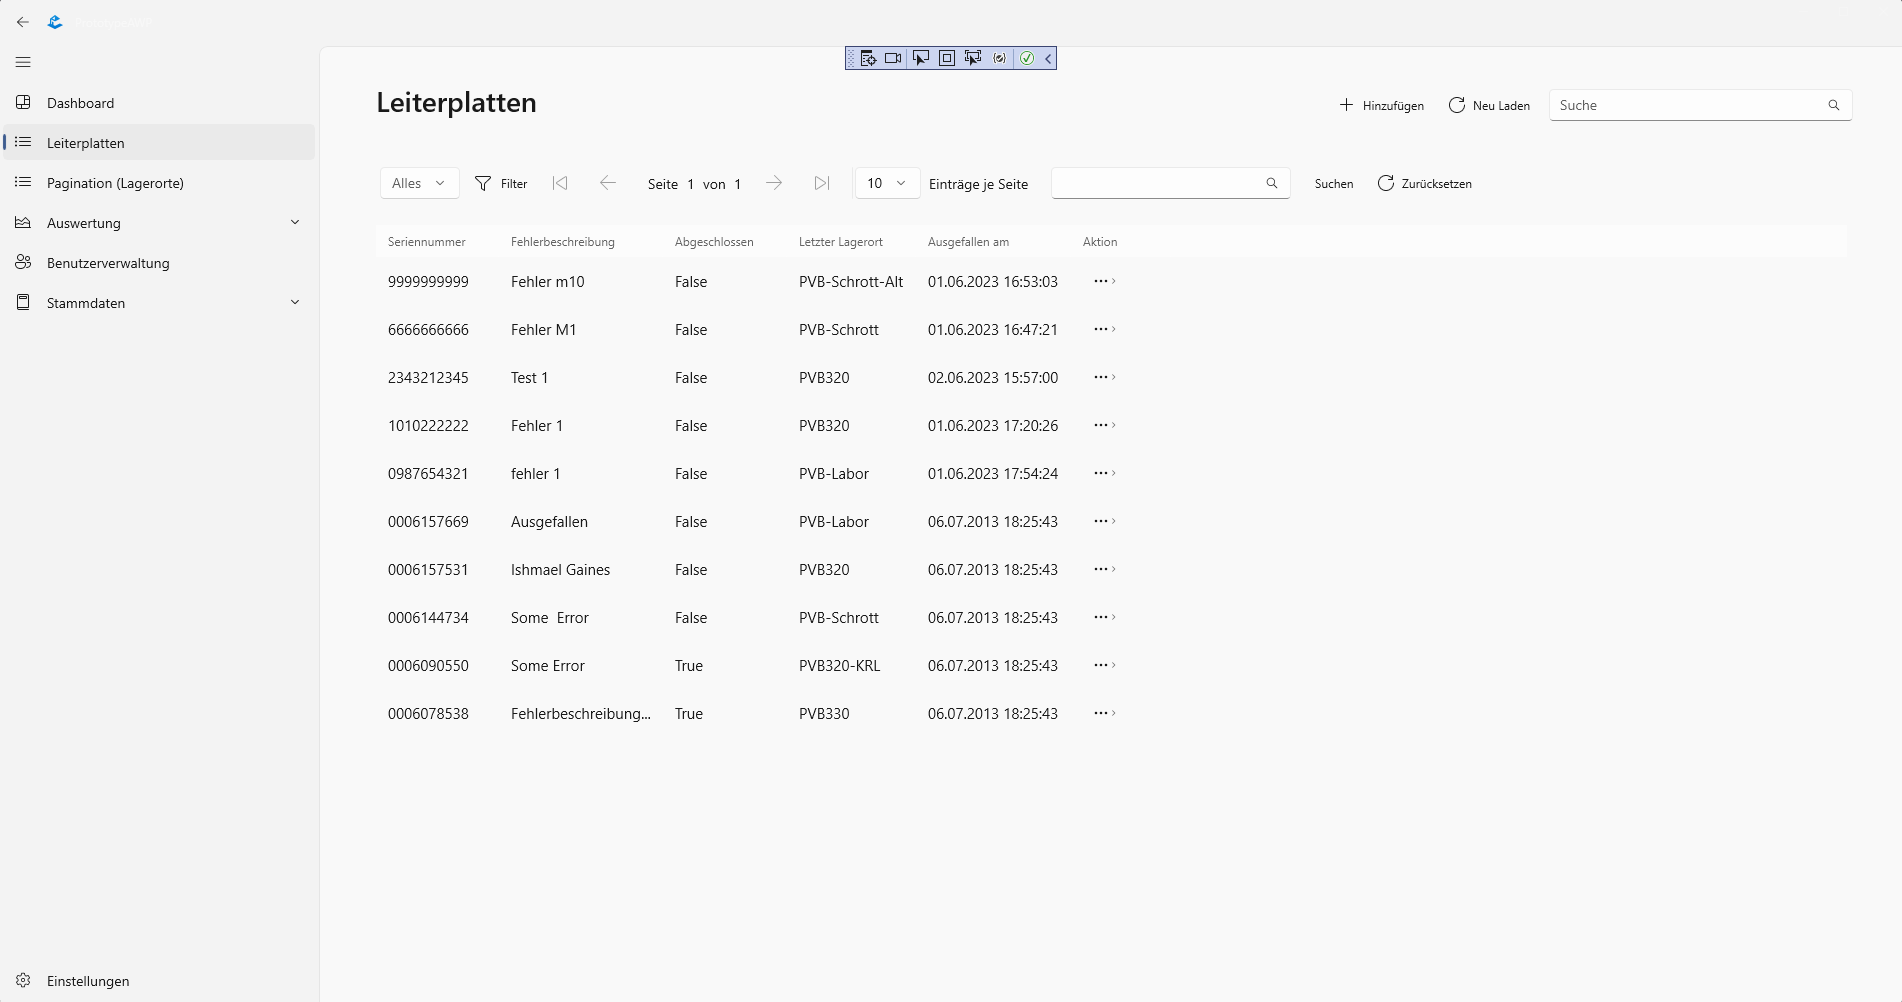 Dashboard
Leiterplatten
Pagination (Lagerorte)
Auswertung
Benutzerverwaltung
Stammdaten
Einstellungen
Leiterplatten
Hinzufügen Neu Laden Suche
Alles Filter Seite 1 von 1 10 Einträge je Seite Suchen Zurücksetzen
Seriennummer Fehlerbeschreibung Abgeschlossen Letzter Lagerort Ausgefallen am Aktion
9999999999 Fehler m10 False PVB-Schrott-Alt 01.06.2023 16:53:03
6666666666 Fehler M1 False PVB-Schrott 01.06.2023 16:47:21
2343212345 Test 1 False PVB320 02.06.2023 15:57:00
1010222222 Fehler 1 False PVB320 01.06.2023 17:20:26
0987654321 fehler 1 False PVB-Labor 01.06.2023 17:54:24
0006157669 Ausgefallen False PVB-Labor 06.07.2013 18:25:43
0006157531 Ishmael Gaines False PVB320 06.07.2013 18:25:43
0006144734 Some  Error False PVB-Schrott 06.07.2013 18:25:43
0006090550 Some Error True PVB320-KRL 06.07.2013 18:25:43
0006078538 Fehlerbeschreibung... True PVB330 06.07.2013 18:25:43